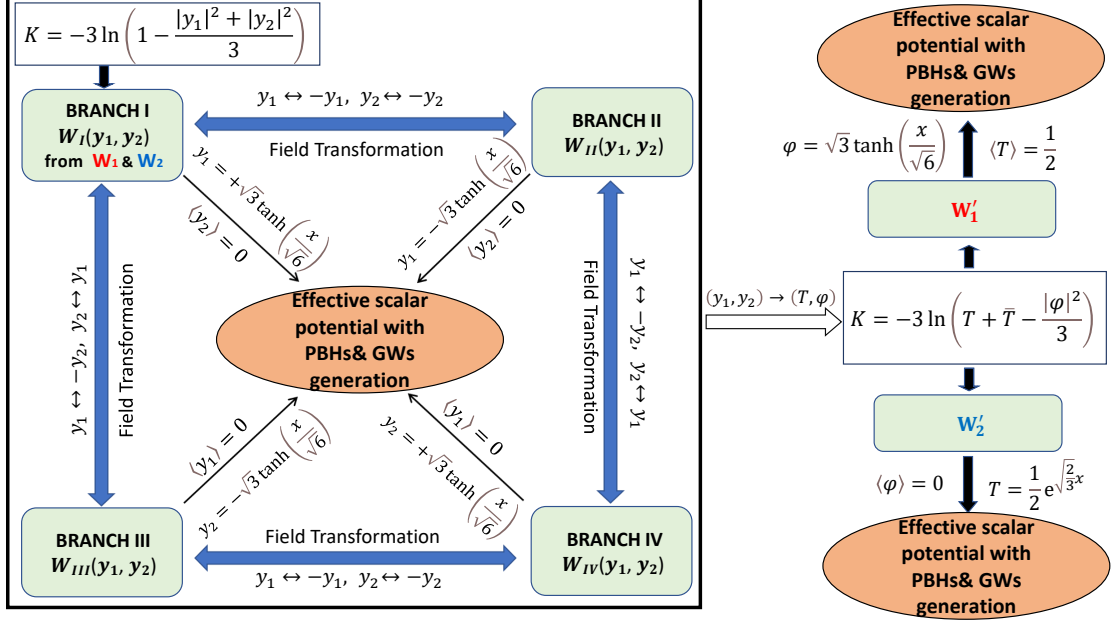 K = −3 ln(1 − (|y₁|² + |y₂|²)/3)
BRANCH I
W_I(y₁, y₂)
from W₁ & W₂
y₁ ↔ −y₁, y₂ ↔ −y₂
Field Transformation
BRANCH II
W_II(y₁, y₂)
y₁ = +√3 tanh(x/√6)
⟨y₂⟩ = 0
y₁ = −√3 tanh(x/√6)
⟨y₂⟩ = 0
y₁ ↔ −y₂, y₂ ↔ y₁
Field Transformation
Effective scalar
potential with
PBHs& GWs
generation
Field Transformation
y₁ ↔ −y₂, y₂ ↔ y₁
⟨y₁⟩ = 0
y₂ = −√3 tanh(x/√6)
⟨y₁⟩ = 0
y₂ = +√3 tanh(x/√6)
BRANCH III
W_III(y₁, y₂)
Field Transformation
y₁ ↔ −y₁, y₂ ↔ −y₂
BRANCH IV
W_IV(y₁, y₂)
(y₁, y₂) → (T, φ)
Effective scalar
potential with
PBHs& GWs
generation
φ = √3 tanh(x/√6)
⟨T⟩ = 1/2
W′₁
K = −3 ln(T + T̄ − |φ|²/3)
W′₂
⟨φ⟩ = 0
T = 1/2 e^(√(2/3)x)
Effective scalar
potential with
PBHs& GWs
generation